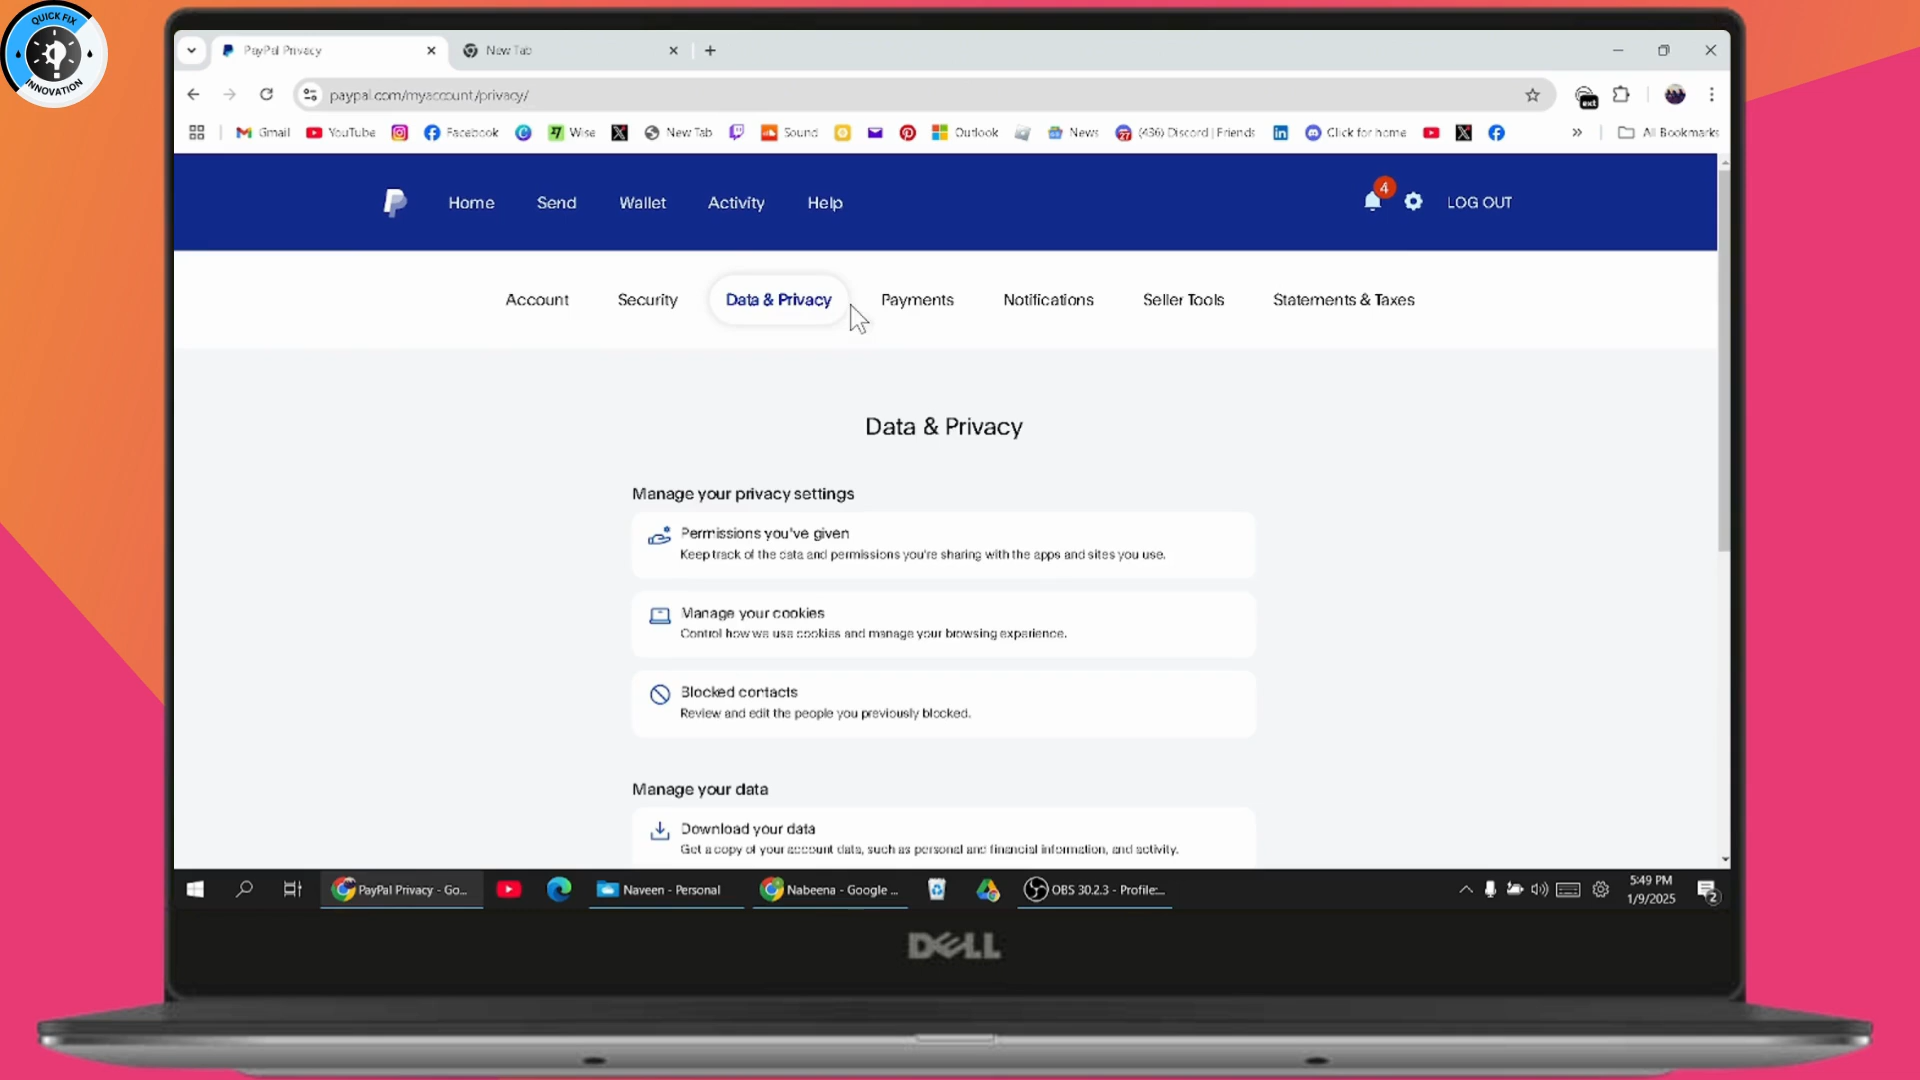 QUICK FIX
INNOVATION
PayPal Privacy
New Tab
paypal.com/myaccount/privacy/
ext
Gmail
YouTube
Facebook
Wise
New Tab
Sound
Outlook
News
(436) Discord | Friends
Click for home
All Bookmarks
Home
Send
Wallet
Activity
Help
4
LOG OUT
Account
Security
Data & Privacy
Payments
Notifications
Seller Tools
Statements & Taxes
Data & Privacy
Manage your privacy settings
Permissions you've given
Keep track of the data and permissions you're sharing with the apps and sites you use.
Manage your cookies
Control how we use cookies and manage your browsing experience.
Blocked contacts
Review and edit the people you previously blocked.
Manage your data
Download your data
Get a copy of your account data, such as personal and financial information, and activity.
PayPal Privacy - Go...
Naveen - Personal
Nabeena - Google ...
OBS 30.2.3 - Profile:...
5:49 PM
1/9/2025
2
DELL